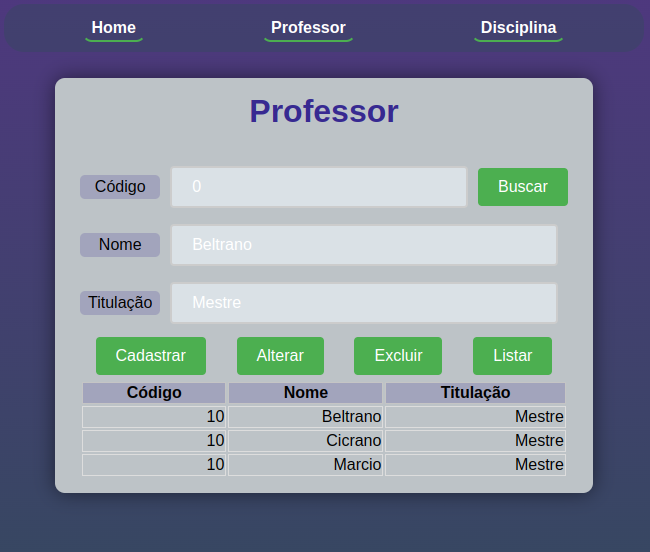 Home Professor Disciplina
Professor
Código 0 Buscar
Nome Beltrano
Titulação Mestre
Cadastrar Alterar Excluir Listar
Código Nome Titulação
10 Beltrano Mestre
10 Cicrano Mestre
10 Marcio Mestre